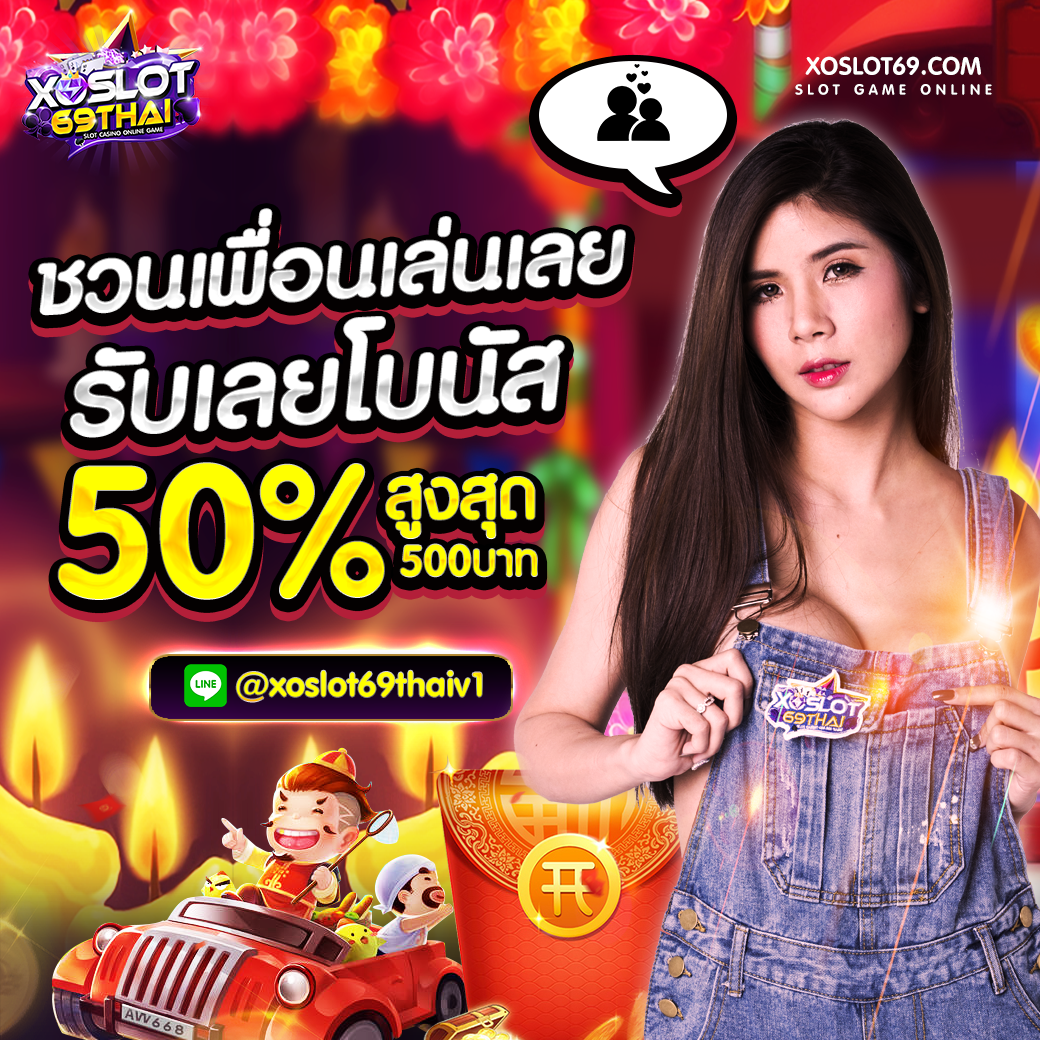 XOSLOT
69THAI
SLOT CASINO ONLINE GAME
XOSLOT69.COM
SLOT GAME ONLINE
ชวนเพื่อนเล่นเลย
รับเลยโบนัส
50% สูงสุด
500บาท
LINE @xoslot69thaiv1
XOSLOT
69THAI
AW668